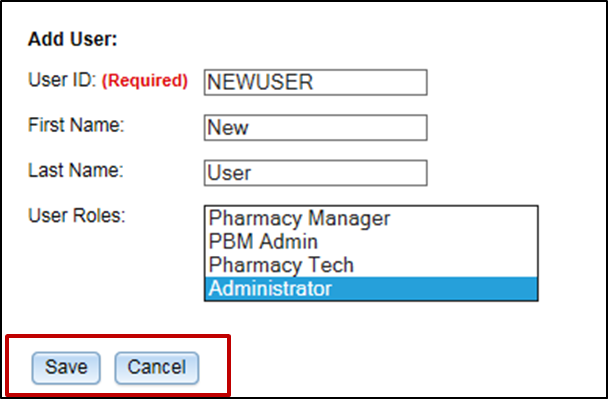 Add User:
User ID: (Required) NEWUSER
First Name: New
Last Name: User
User Roles: Pharmacy Manager
PBM Admin
Pharmacy Tech
Administrator
Save Cancel